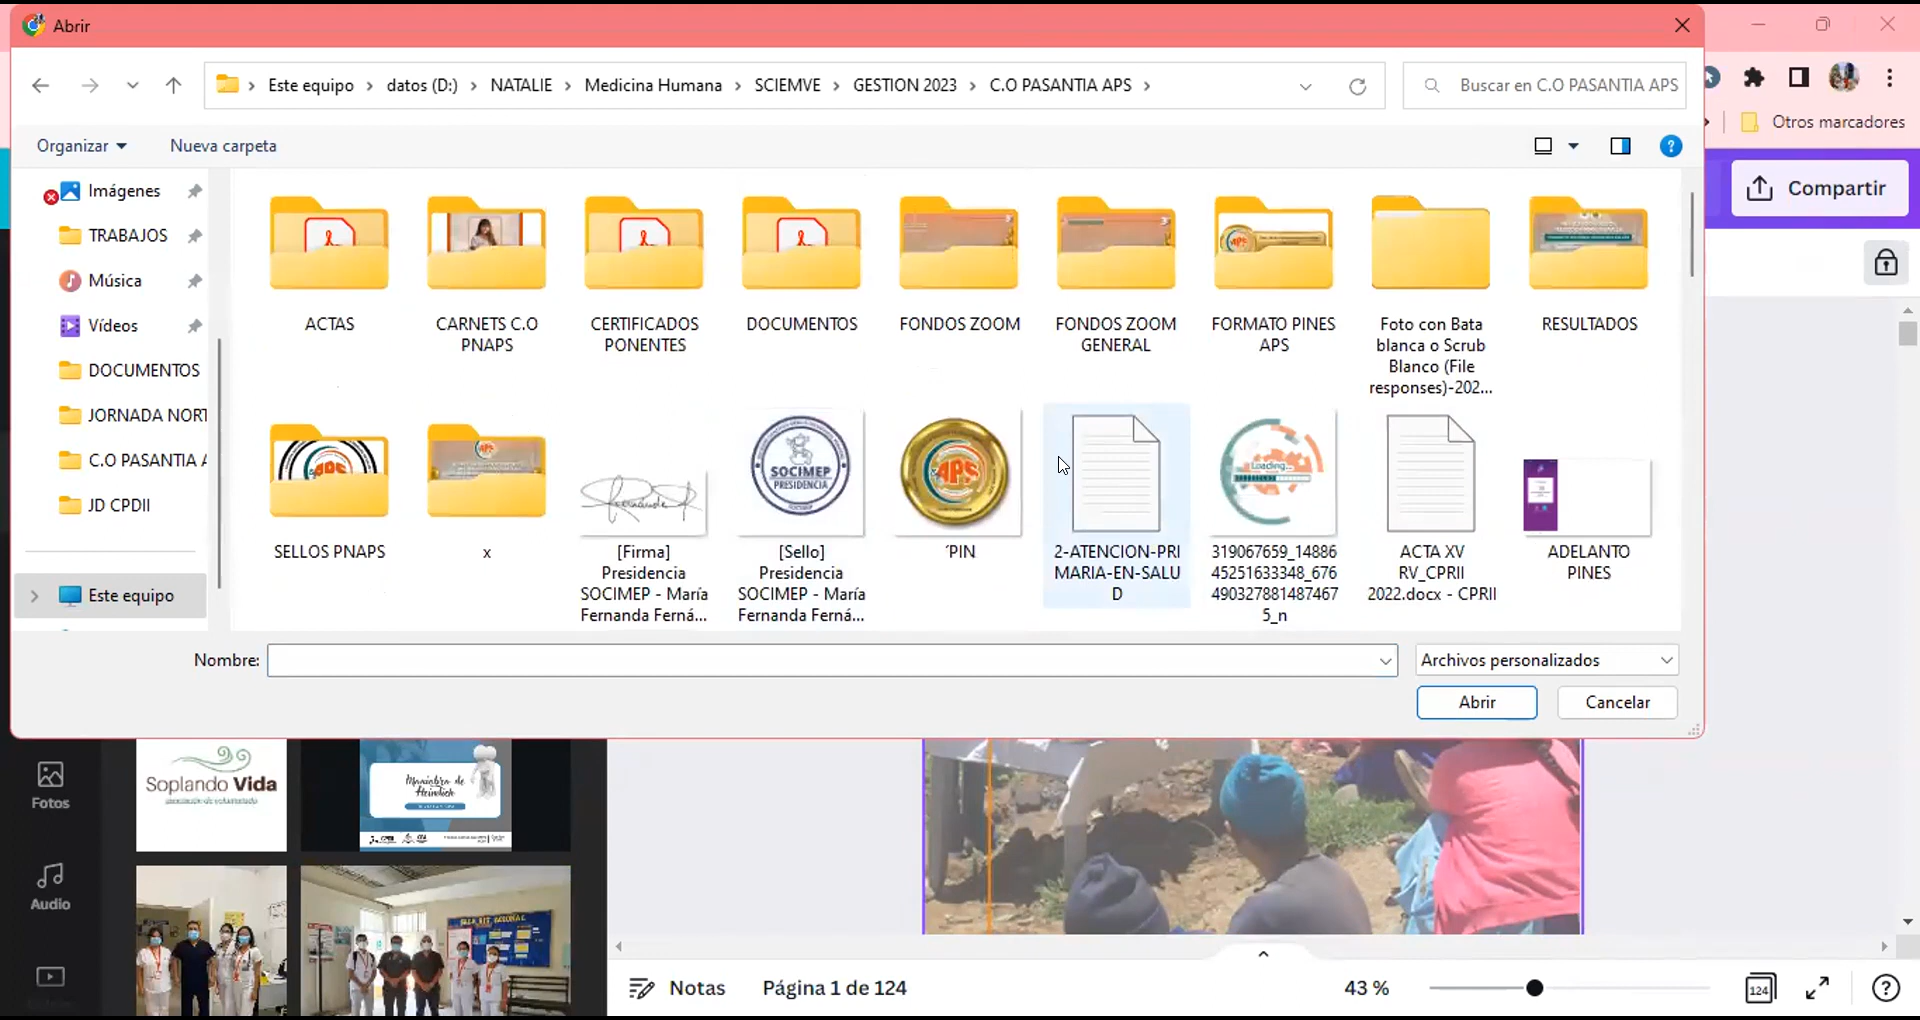 Abrir
Este equipo > datos (D:) > NATALIE > Medicina Humana > SCIEMVE > GESTION 2023 > C.O PASANTIA APS >
Buscar en C.O PASANTIA APS
Otros marcadores
Organizar
Nueva carpeta
Compartir
Imágenes
TRABAJOS
Música
Vídeos
DOCUMENTOS
JORNADA NORT
C.O PASANTIA A
JD CPDII
Este equipo
ACTAS
CARNETS C.O
PNAPS
CERTIFICADOS
PONENTES
DOCUMENTOS
FONDOS ZOOM
FONDOS ZOOM
GENERAL
FORMATO PINES
APS
Foto con Bata
blanca o Scrub
Blanco (File
responses)-202...
RESULTADOS
SELLOS PNAPS
x
[Firma]
Presidencia
SOCIMEP - María
Fernanda Ferná...
SOCIMEP
PRESIDENCIA
[Sello]
Presidencia
SOCIMEP - María
Fernanda Ferná...
APS
´PIN
2-ATENCION-PRI
MARIA-EN-SALU
D
Loading...
319067659_14886
45251633348_676
490327881487467
5_n
ACTA XV
RV_CPRII
2022.docx - CPRII
ADELANTO
PINES
Nombre:
Archivos personalizados
Abrir
Cancelar
Fotos
Audio
Soplando Vida
Maniobra de
Heimlich
Notas
Página 1 de 124
43 %
124